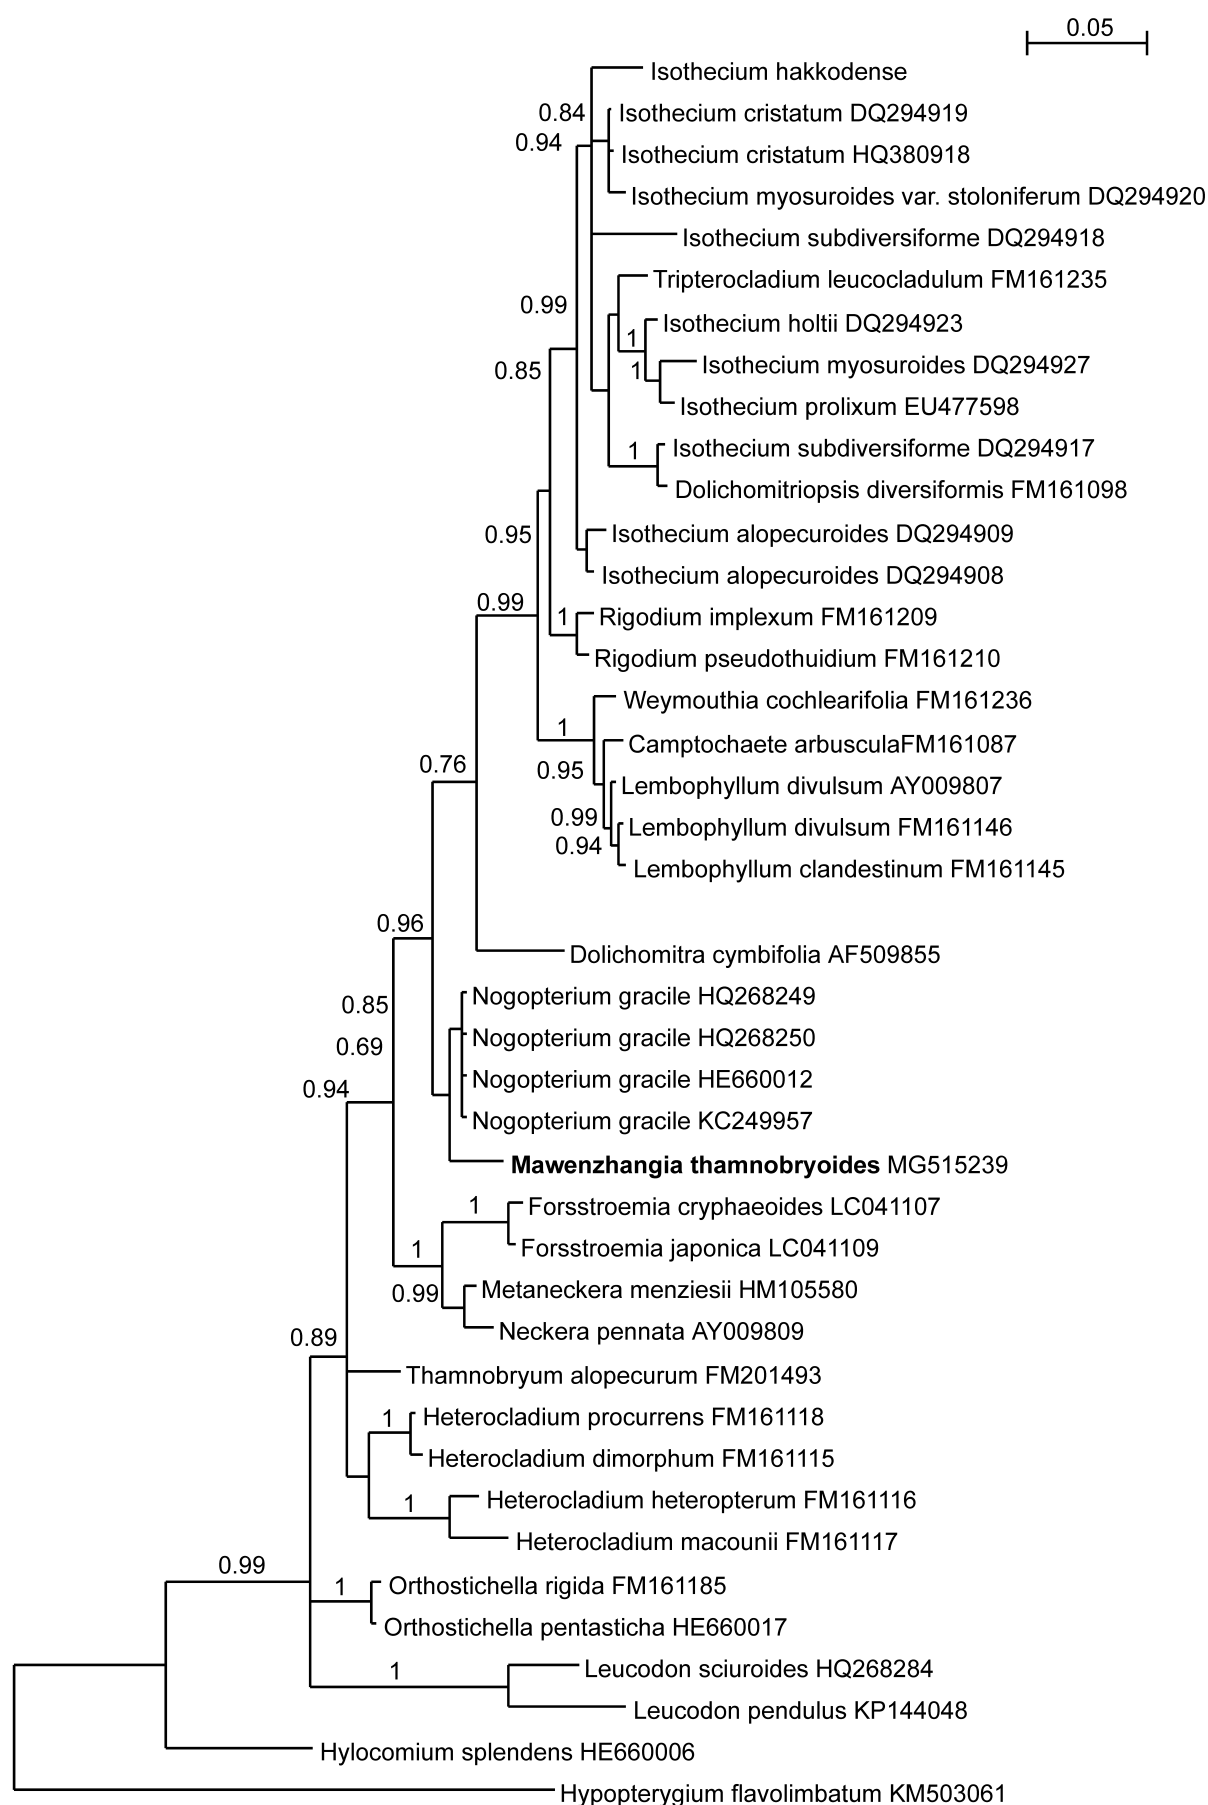 0.05
Isothecium hakkodense
0.84
Isothecium cristatum DQ294919
0.94
Isothecium cristatum HQ380918
Isothecium myosuroides var. stoloniferum DQ294920
Isothecium subdiversiforme DQ294918
Tripterocladium leucocladulum FM161235
0.99
Isothecium holtii DQ294923
1
Isothecium myosuroides DQ294927
0.85
1
Isothecium prolixum EU477598
Isothecium subdiversiforme DQ294917
1
Dolichomitriopsis diversiformis FM161098
0.95
Isothecium alopecuroides DQ294909
Isothecium alopecuroides DQ294908
0.99
1
Rigodium implexum FM161209
Rigodium pseudothuidium FM161210
Weymouthia cochlearifolia FM161236
1
Camptochaete arbusculaFM161087
0.76
0.95
Lembophyllum divulsum AY009807
0.99
Lembophyllum divulsum FM161146
0.94
Lembophyllum clandestinum FM161145
0.96
Dolichomitra cymbifolia AF509855
Nogopterium gracile HQ268249
0.85
Nogopterium gracile HQ268250
0.69
Nogopterium gracile HE660012
0.94
Nogopterium gracile KC249957
Mawenzhangia thamnobryoides MG515239
1
Forsstroemia cryphaeoides LC041107
1
Forsstroemia japonica LC041109
0.99
Metaneckera menziesii HM105580
Neckera pennata AY009809
0.89
Thamnobryum alopecurum FM201493
1
Heterocladium procurrens FM161118
Heterocladium dimorphum FM161115
1
Heterocladium heteropterum FM161116
Heterocladium macounii FM161117
0.99
1
Orthostichella rigida FM161185
Orthostichella pentasticha HE660017
1
Leucodon sciuroides HQ268284
Leucodon pendulus KP144048
Hylocomium splendens HE660006
Hypopterygium flavolimbatum KM503061